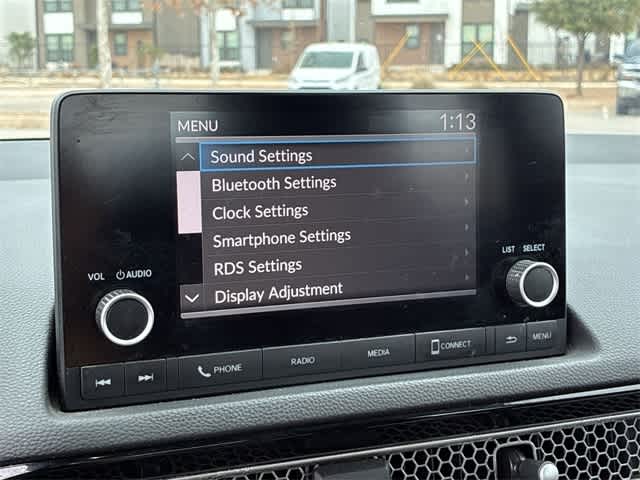 MENU 1:13
Sound Settings
Bluetooth Settings
Clock Settings
Smartphone Settings
RDS Settings
Display Adjustment
VOL AUDIO
LIST SELECT
PHONE RADIO MEDIA CONNECT MENU